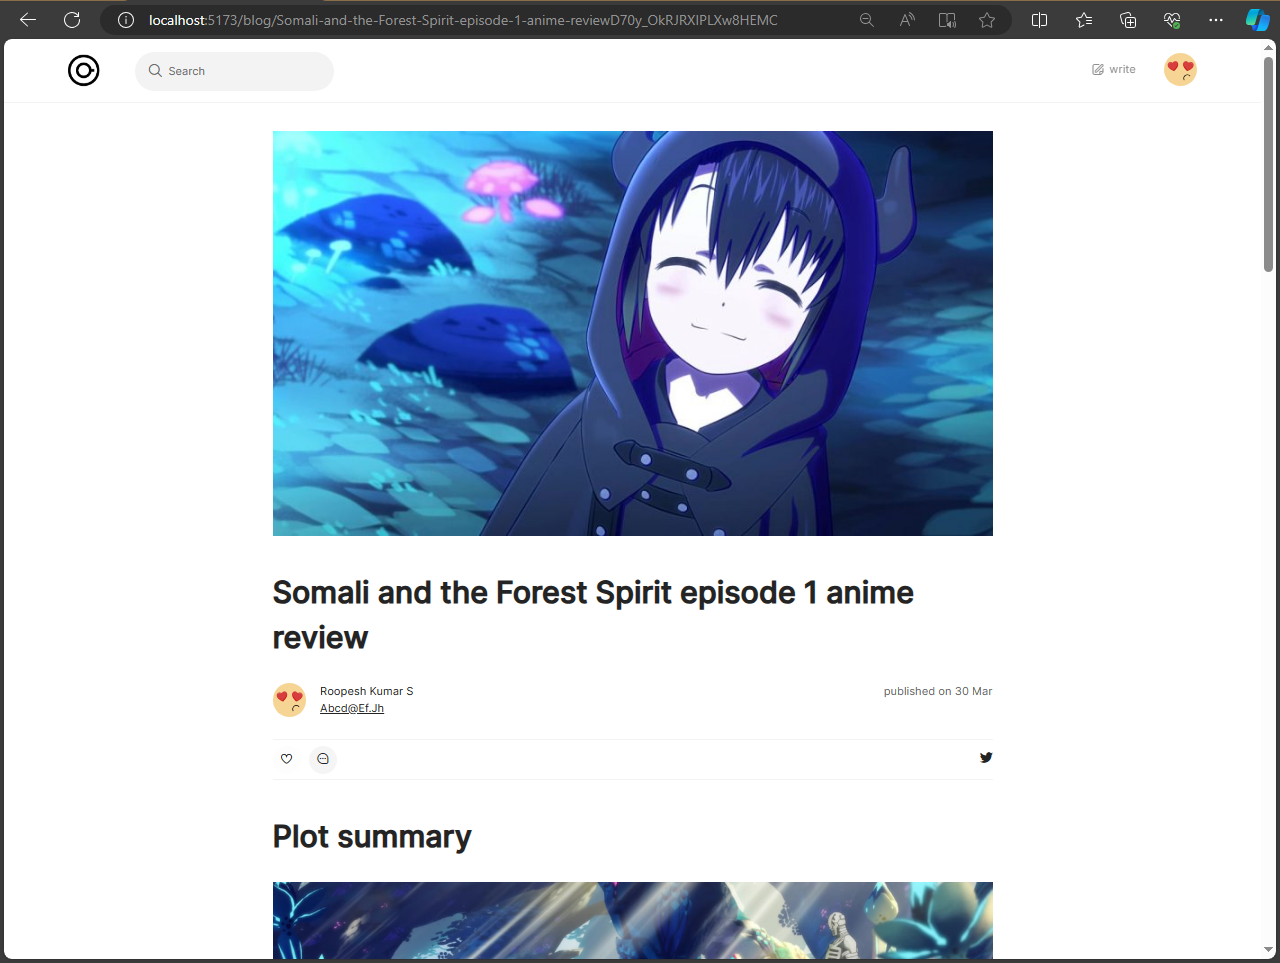 localhost:5173/blog/Somali-and-the-Forest-Spirit-episode-1-anime-reviewD70y_OkRJRXIPLXw8HEMC
Search
write
Somali and the Forest Spirit episode 1 anime
review
Roopesh Kumar S
published on 30 Mar
Abcd@Ef.Jh
Plot summary